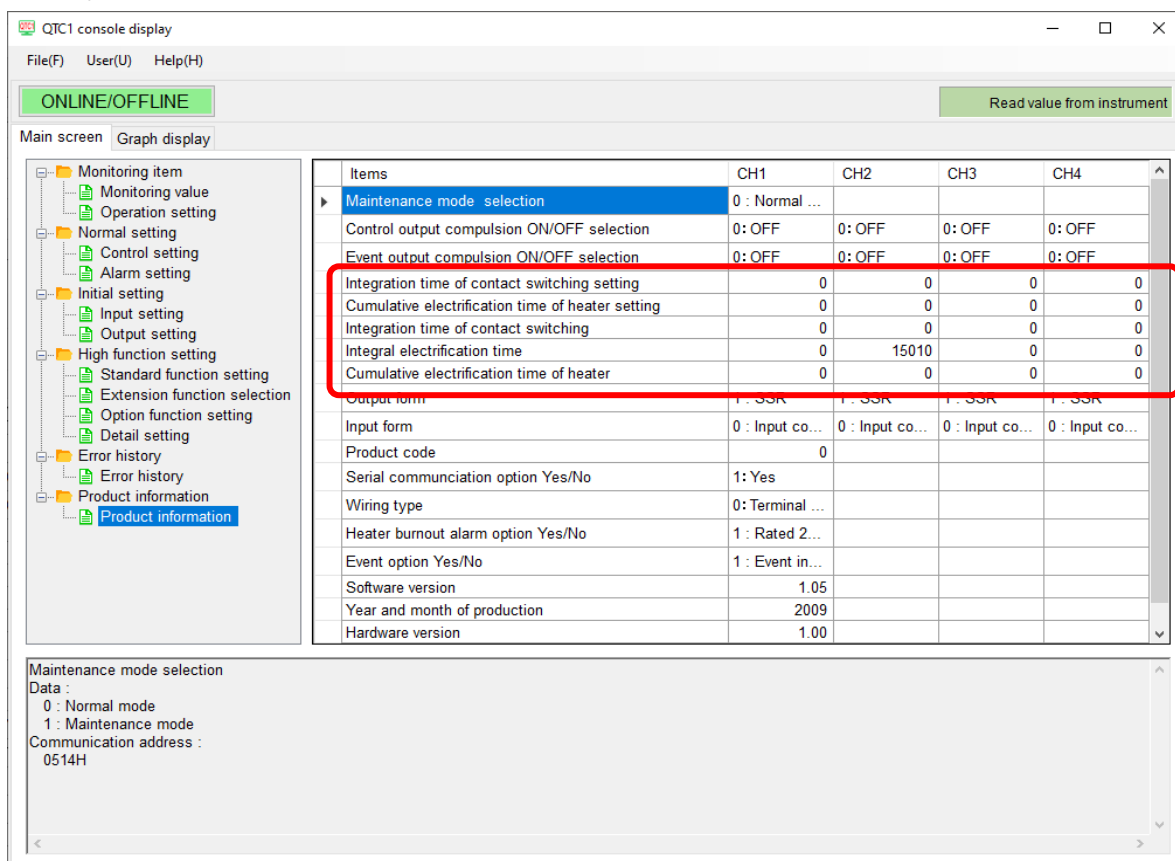 QTC1 console display
File(F) User(U) Help(H)
ONLINE/OFFLINE Read value from instrument
Main screen Graph display
Monitoring item
Monitoring value
Operation setting
Normal setting
Control setting
Alarm setting
Initial setting
Input setting
Output setting
High function setting
Standard function setting
Extension function selection
Option function setting
Detail setting
Error history
Error history
Product information
Product information
Items CH1 CH2 CH3 CH4
Maintenance mode selection 0 : Normal ...
Control output compulsion ON/OFF selection 0: OFF 0: OFF 0: OFF 0: OFF
Event output compulsion ON/OFF selection 0: OFF 0: OFF 0: OFF 0: OFF
Integration time of contact switching setting 0 0 0 0
Cumulative electrification time of heater setting 0 0 0 0
Integration time of contact switching 0 0 0 0
Integral electrification time 0 15010 0 0
Cumulative electrification time of heater 0 0 0 0
Output form 1 : SSR 1 : SSR 1 : SSR 1 : SSR
Input form 0 : Input co... 0 : Input co... 0 : Input co... 0 : Input co...
Product code 0
Serial communciation option Yes/No 1: Yes
Wiring type 0: Terminal ...
Heater burnout alarm option Yes/No 1 : Rated 2...
Event option Yes/No 1 : Event in...
Software version 1.05
Year and month of production 2009
Hardware version 1.00
Maintenance mode selection
Data :
0 : Normal mode
1 : Maintenance mode
Communication address :
0514H